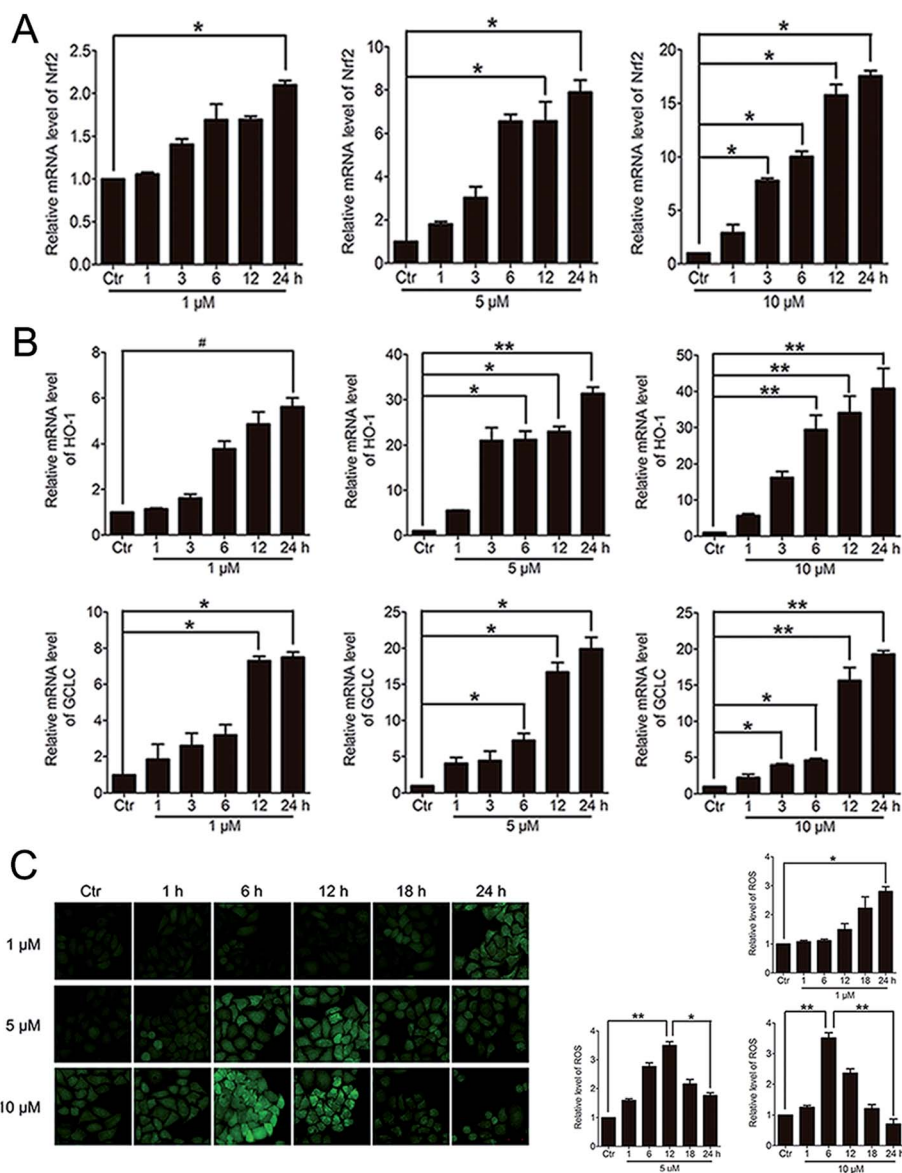 A
Relative mRNA level of Nrf2
2.5
2.0
1.5
1.0
0.5
0.0
*
Ctr 1 3 6 12 24 h
1 µM
Relative mRNA level of Nrf2
10
8
6
4
2
0
*
*
Ctr 1 3 6 12 24 h
5 µM
Relative mRNA level of Nrf2
20
15
10
5
0
*
*
*
*
Ctr 1 3 6 12 24 h
10 µM
B
Relative mRNA level
of HO-1
8
6
4
2
0
#
Ctr 1 3 6 12 24 h
1 µM
Relative mRNA level
of HO-1
40
30
20
10
0
**
*
*
Ctr 1 3 6 12 24 h
5 µM
Relative mRNA level
of HO-1
50
40
30
20
10
0
**
**
**
Ctr 1 3 6 12 24 h
10 µM
Relative mRNA level
of GCLC
10
8
6
4
2
0
*
*
Ctr 1 3 6 12 24 h
1 µM
Relative mRNA level
of GCLC
25
20
15
10
5
0
*
*
*
Ctr 1 3 6 12 24 h
5 µM
Relative mRNA level
of GCLC
25
20
15
10
5
0
**
**
*
*
Ctr 1 3 6 12 24 h
10 µM
C
Ctr 1 h 6 h 12 h 18 h 24 h
1 µM
5 µM
10 µM
Relative level of ROS
4
3
2
1
0
*
Ctr 1 6 12 18 24 h
1 µM
Relative level of ROS
4
3
2
1
0
** *
Ctr 1 6 12 18 24 h
5 uM
Relative level of ROS
4
3
2
1
0
** **
Ctr 1 6 12 18 24 h
10 µM